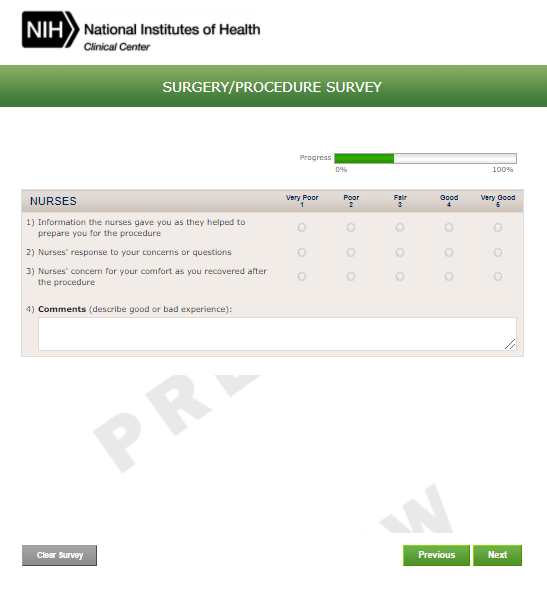 NIH National Institutes of Health
Clinical Center
SURGERY/PROCEDURE SURVEY
Progress
0% 100%
NURSES Very Poor Poor Fair Good Very Good
1 2 3 4 5
1) Information the nurses gave you as they helped to
prepare you for the procedure
2) Nurses' response to your concerns or questions
3) Nurses' concern for your comfort as you recovered after
the procedure
4) Comments (describe good or bad experience):
PRE
W
Clear Survey Previous Next